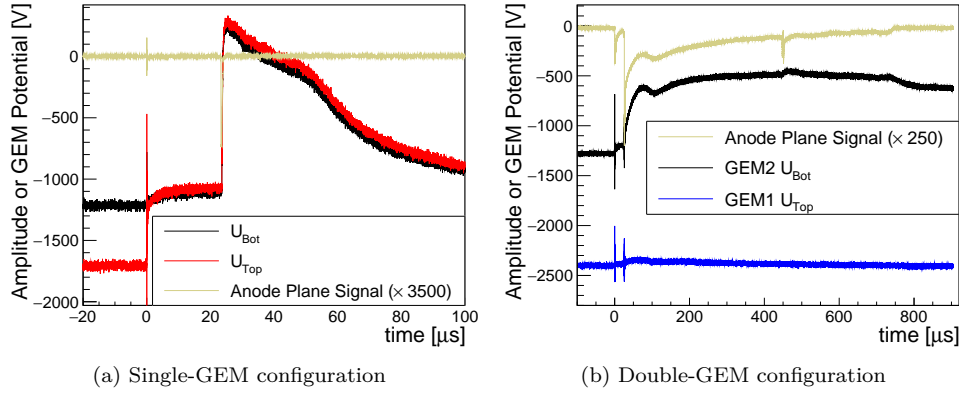 Amplitude or GEM Potential [V]
0
−500
−1000
−1500
−2000
−20 0 20 40 60 80 100
time [μs]
U_Bot
U_Top
Anode Plane Signal (× 3500)
(a) Single-GEM configuration
Amplitude or GEM Potential [V]
0
−500
−1000
−1500
−2000
−2500
0 200 400 600 800
time [μs]
Anode Plane Signal (× 250)
GEM2 U_Bot
GEM1 U_Top
(b) Double-GEM configuration